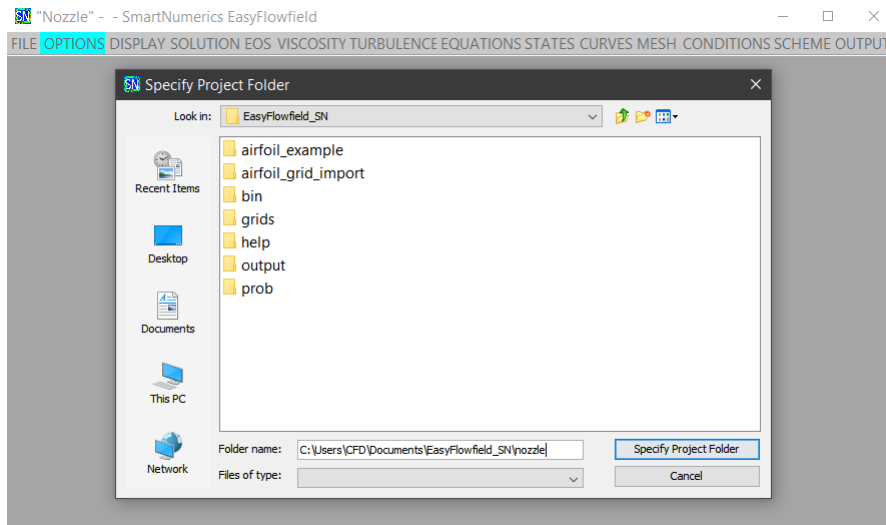 SN "Nozzle" - - SmartNumerics EasyFlowfield
FILE OPTIONS DISPLAY SOLUTION EOS VISCOSITY TURBULENCE EQUATIONS STATES CURVES MESH CONDITIONS SCHEME OUTPUT
SN Specify Project Folder
Look in: EasyFlowfield_SN
airfoil_example
airfoil_grid_import
bin
grids
help
output
prob
Recent Items
Desktop
Documents
This PC
Network
Folder name: C:\Users\CFD\Documents\EasyFlowfield_SN\nozzle Specify Project Folder
Files of type: Cancel